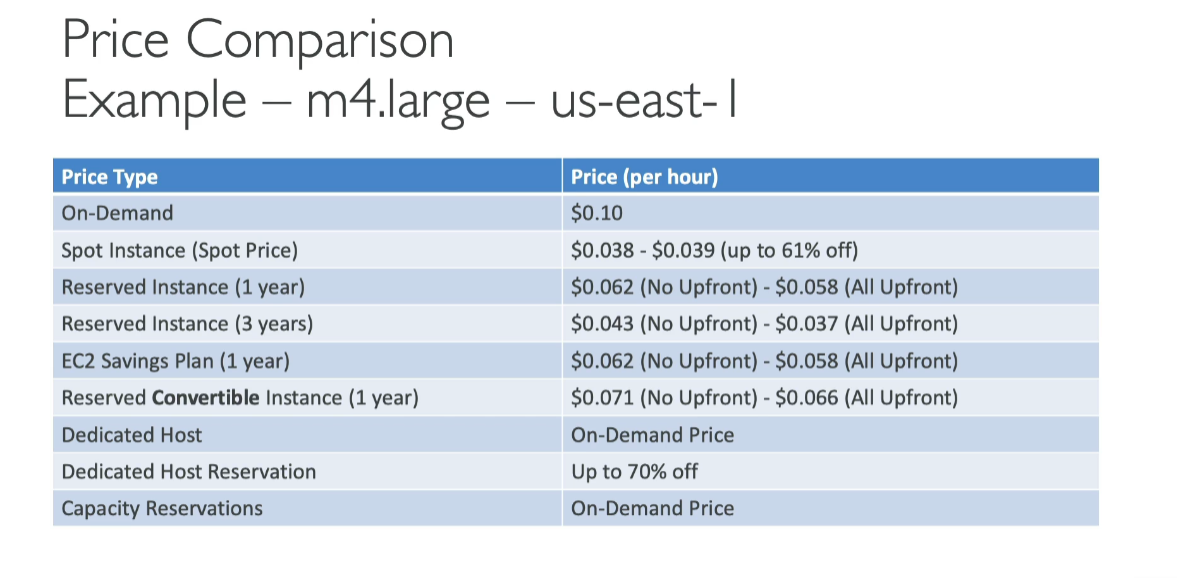 Price Comparison
Example – m4.large – us-east-1
Price Type Price (per hour)
On-Demand $0.10
Spot Instance (Spot Price) $0.038 - $0.039 (up to 61% off)
Reserved Instance (1 year) $0.062 (No Upfront) - $0.058 (All Upfront)
Reserved Instance (3 years) $0.043 (No Upfront) - $0.037 (All Upfront)
EC2 Savings Plan (1 year) $0.062 (No Upfront) - $0.058 (All Upfront)
Reserved Convertible Instance (1 year) $0.071 (No Upfront) - $0.066 (All Upfront)
Dedicated Host On-Demand Price
Dedicated Host Reservation Up to 70% off
Capacity Reservations On-Demand Price